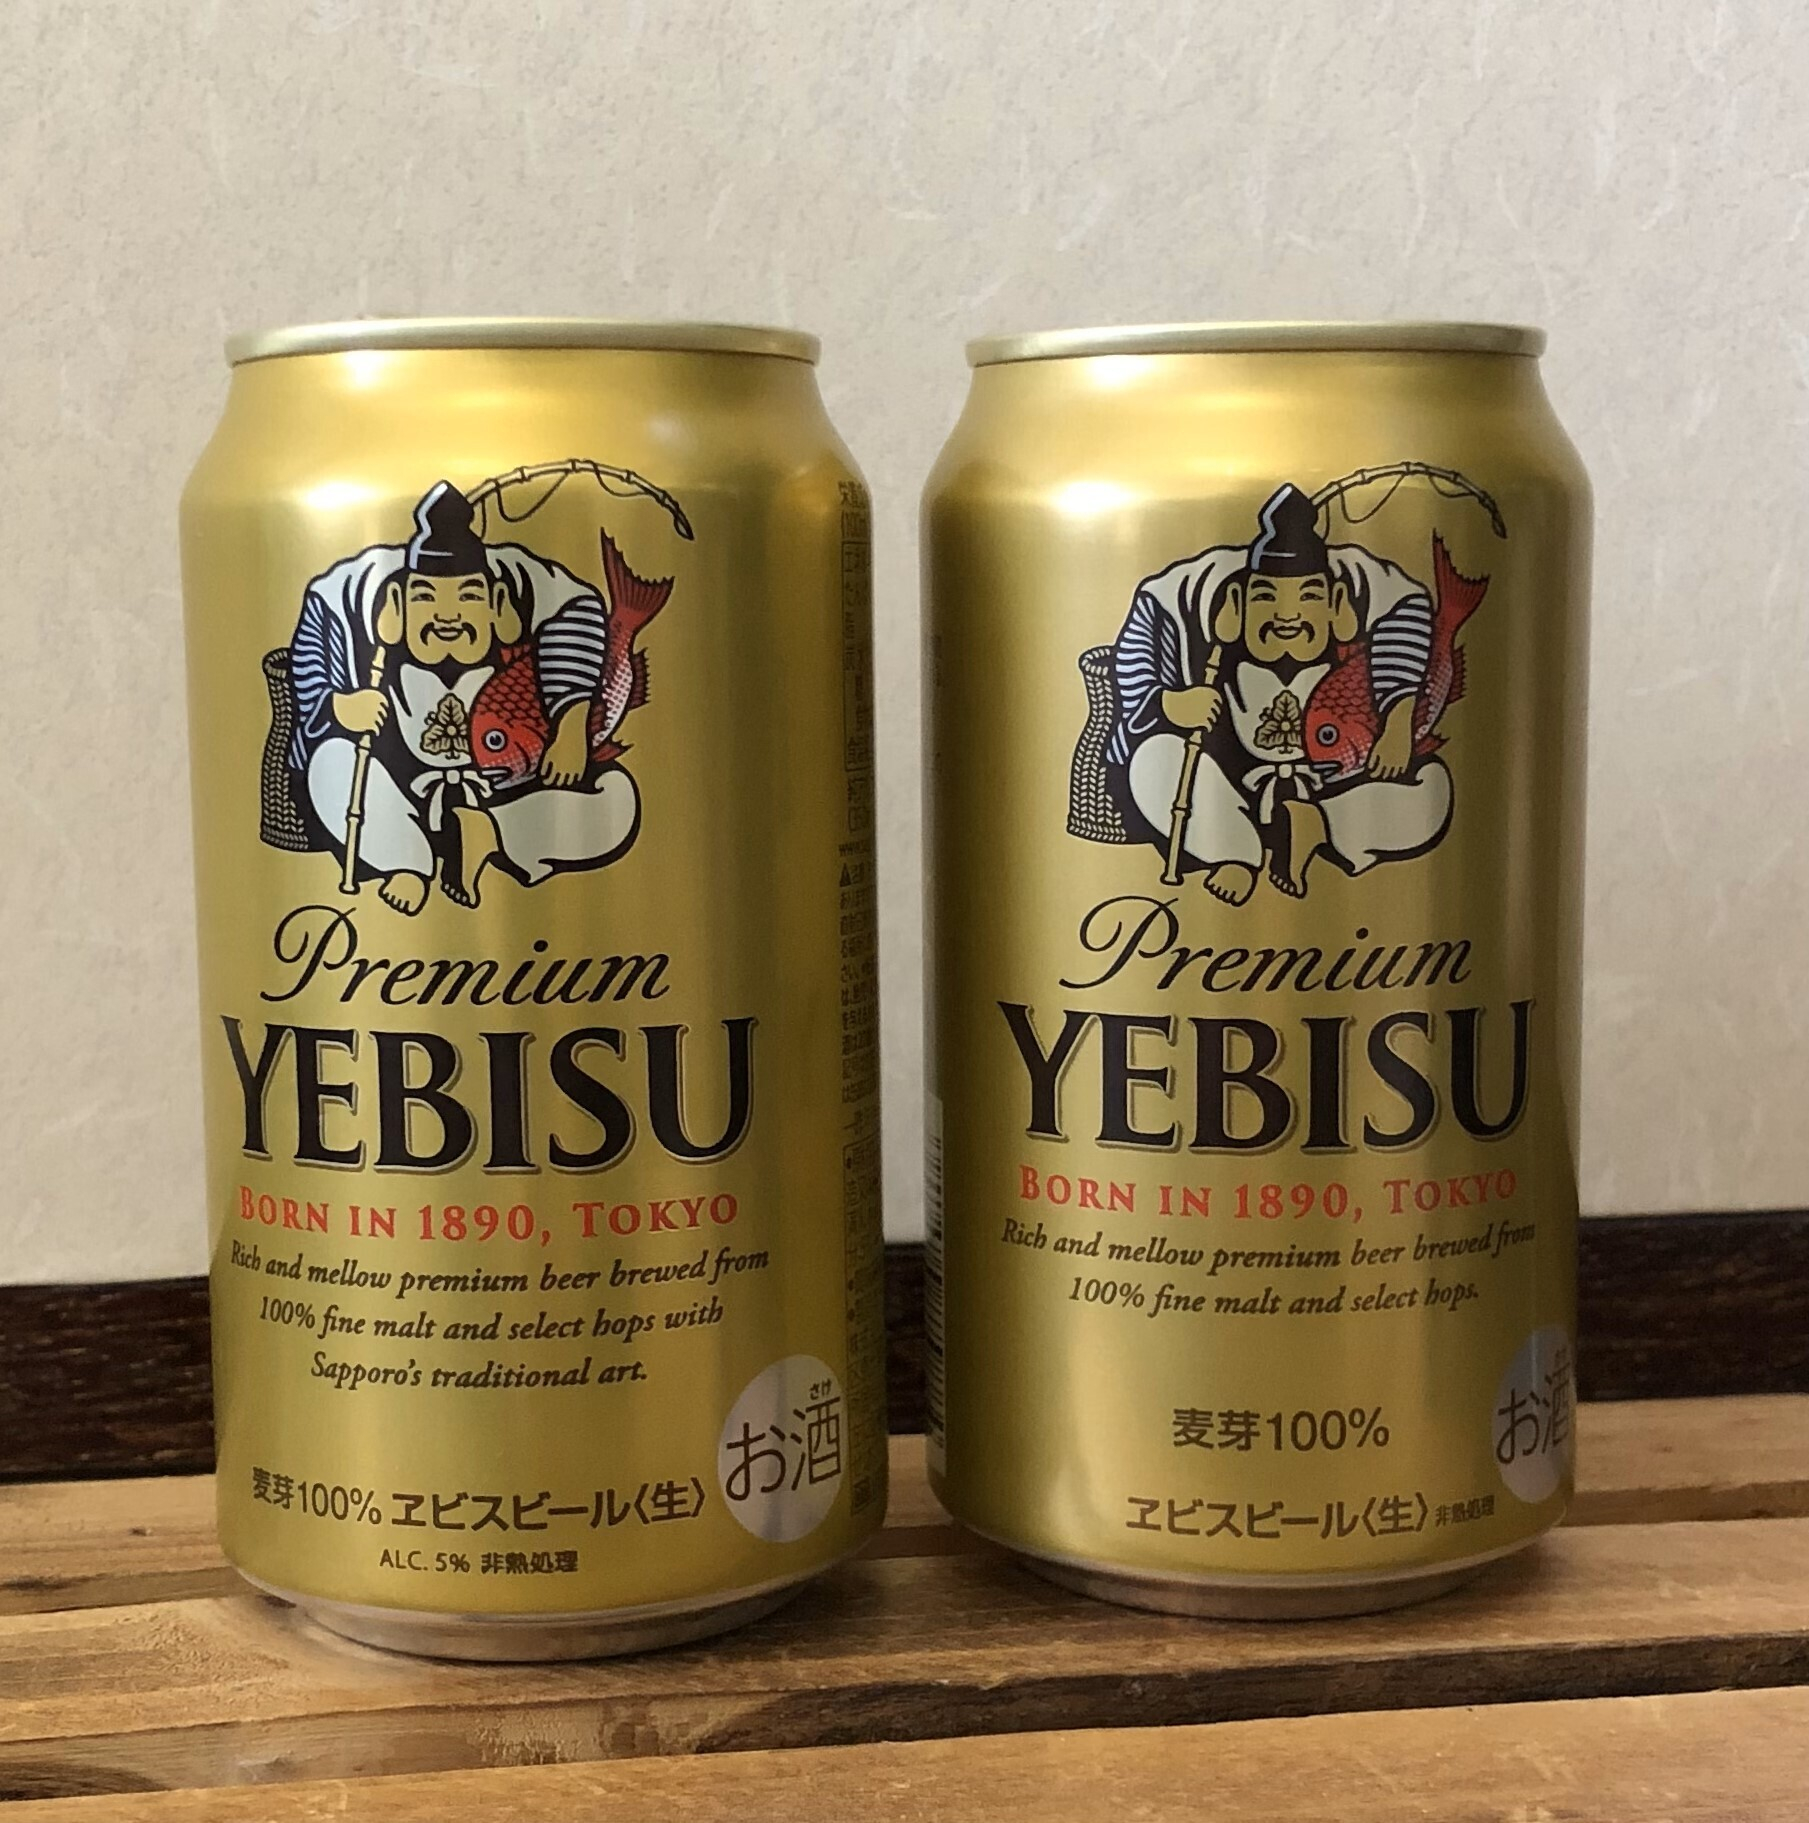 Premium
YEBISU
BORN IN 1890, TOKYO
Rich and mellow premium beer brewed from
100% fine malt and select hops with
Sapporo's traditional art.
さけ
お酒
麦芽100% ヱビスビール〈生〉
ALC. 5% 非熱処理
Premium
YEBISU
BORN IN 1890, TOKYO
Rich and mellow premium beer brewed from
100% fine malt and select hops.
お酒
麦芽100%
ヱビスビール〈生〉非熱処理